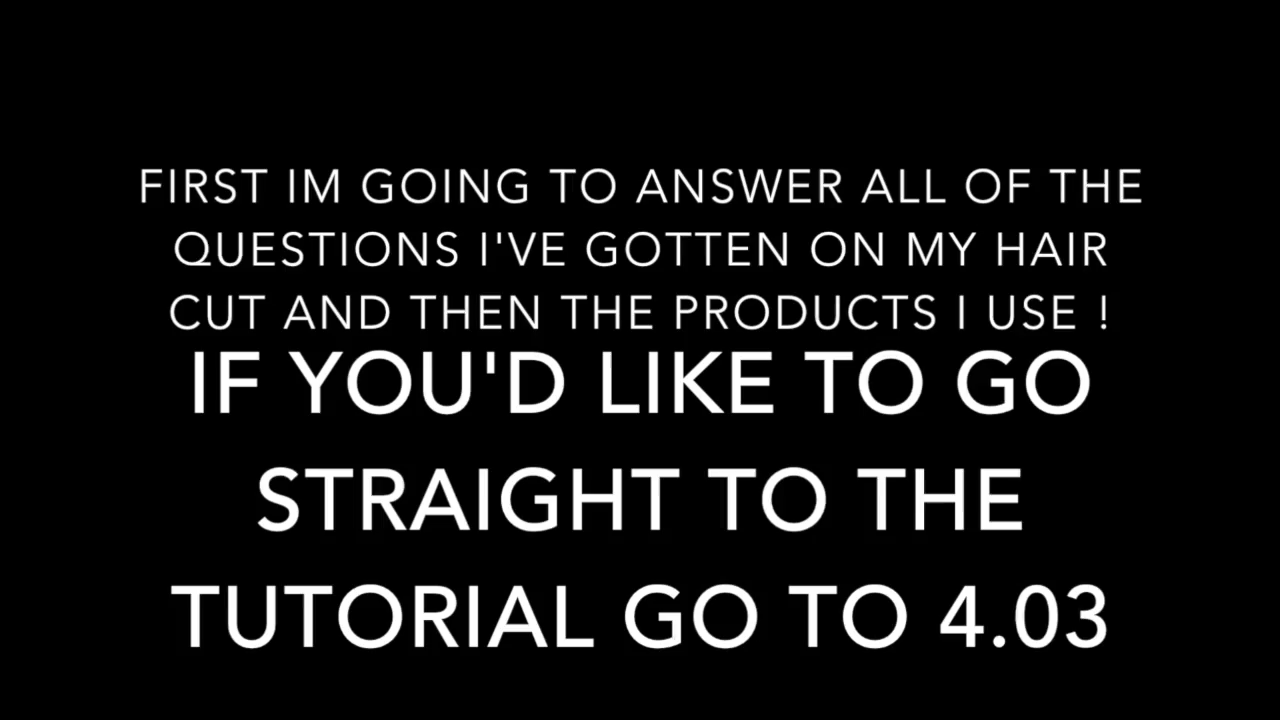 FIRST IM GOING TO ANSWER ALL OF THE
QUESTIONS I'VE GOTTEN ON MY HAIR
CUT AND THEN THE PRODUCTS I USE !
IF YOU'D LIKE TO GO
STRAIGHT TO THE
TUTORIAL GO TO 4.03